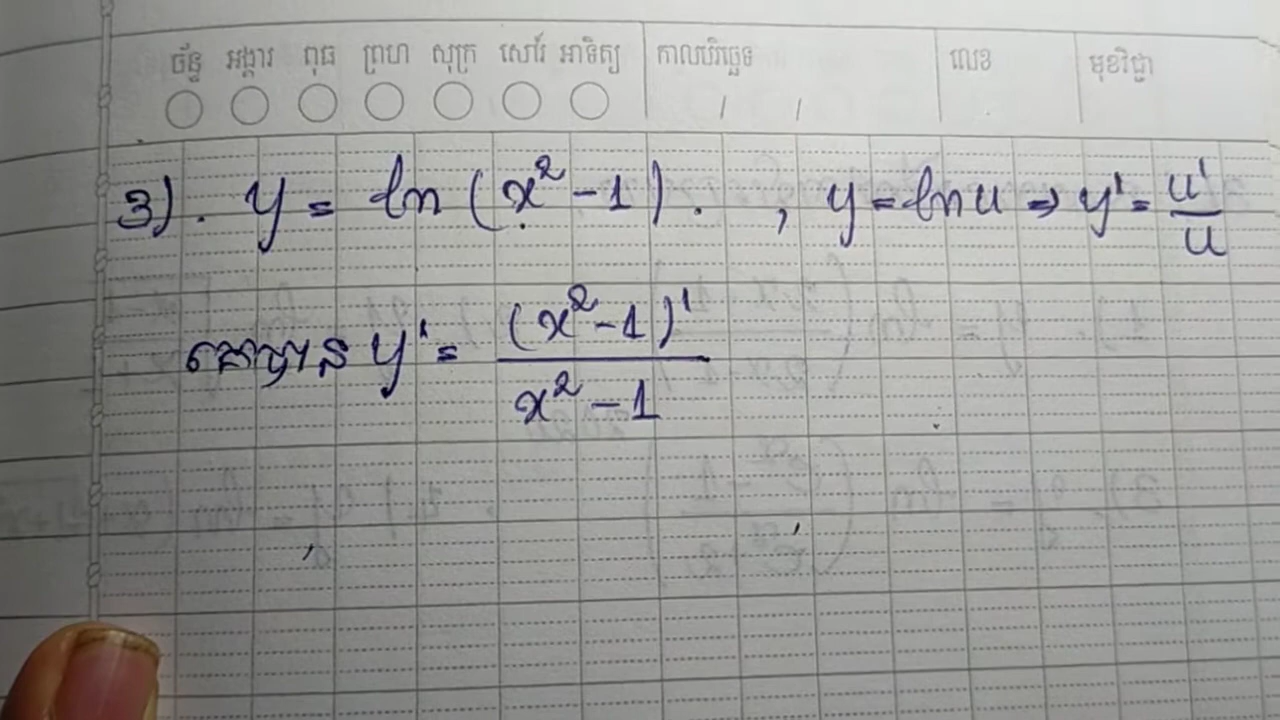 ច័ន្ទ អង្គារ ពុធ ព្រហ សុក្រ សៅរ៍ អាទិត្យ កាលបរិច្ឆេទ លេខ មុខវិជ្ជា
/ /
3). y = ln (x² - 1). , y = ln u ⇒ y' = u'/u
គេបាន y' = (x² - 1)'/(x² - 1)